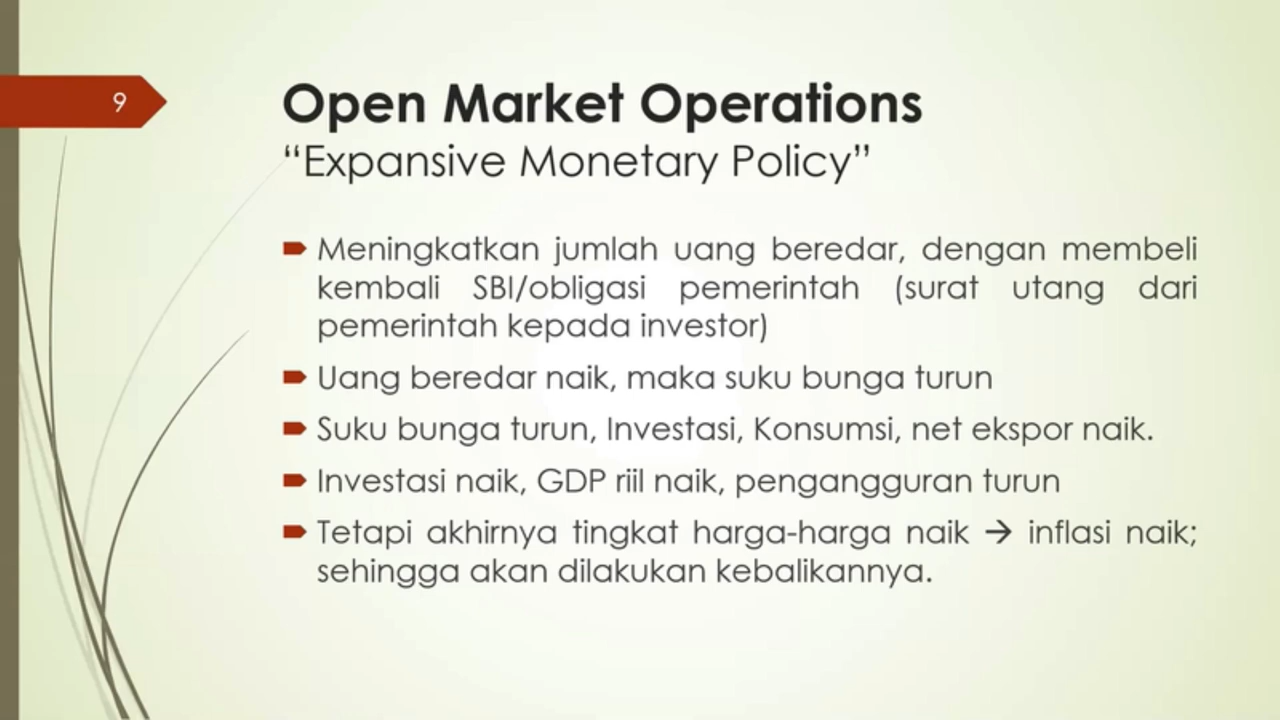 9
Open Market Operations
“Expansive Monetary Policy”
Meningkatkan jumlah uang beredar, dengan membeli
kembali SBI/obligasi pemerintah (surat utang dari
pemerintah kepada investor)
Uang beredar naik, maka suku bunga turun
Suku bunga turun, Investasi, Konsumsi, net ekspor naik.
Investasi naik, GDP riil naik, pengangguran turun
Tetapi akhirnya tingkat harga-harga naik → inflasi naik;
sehingga akan dilakukan kebalikannya.